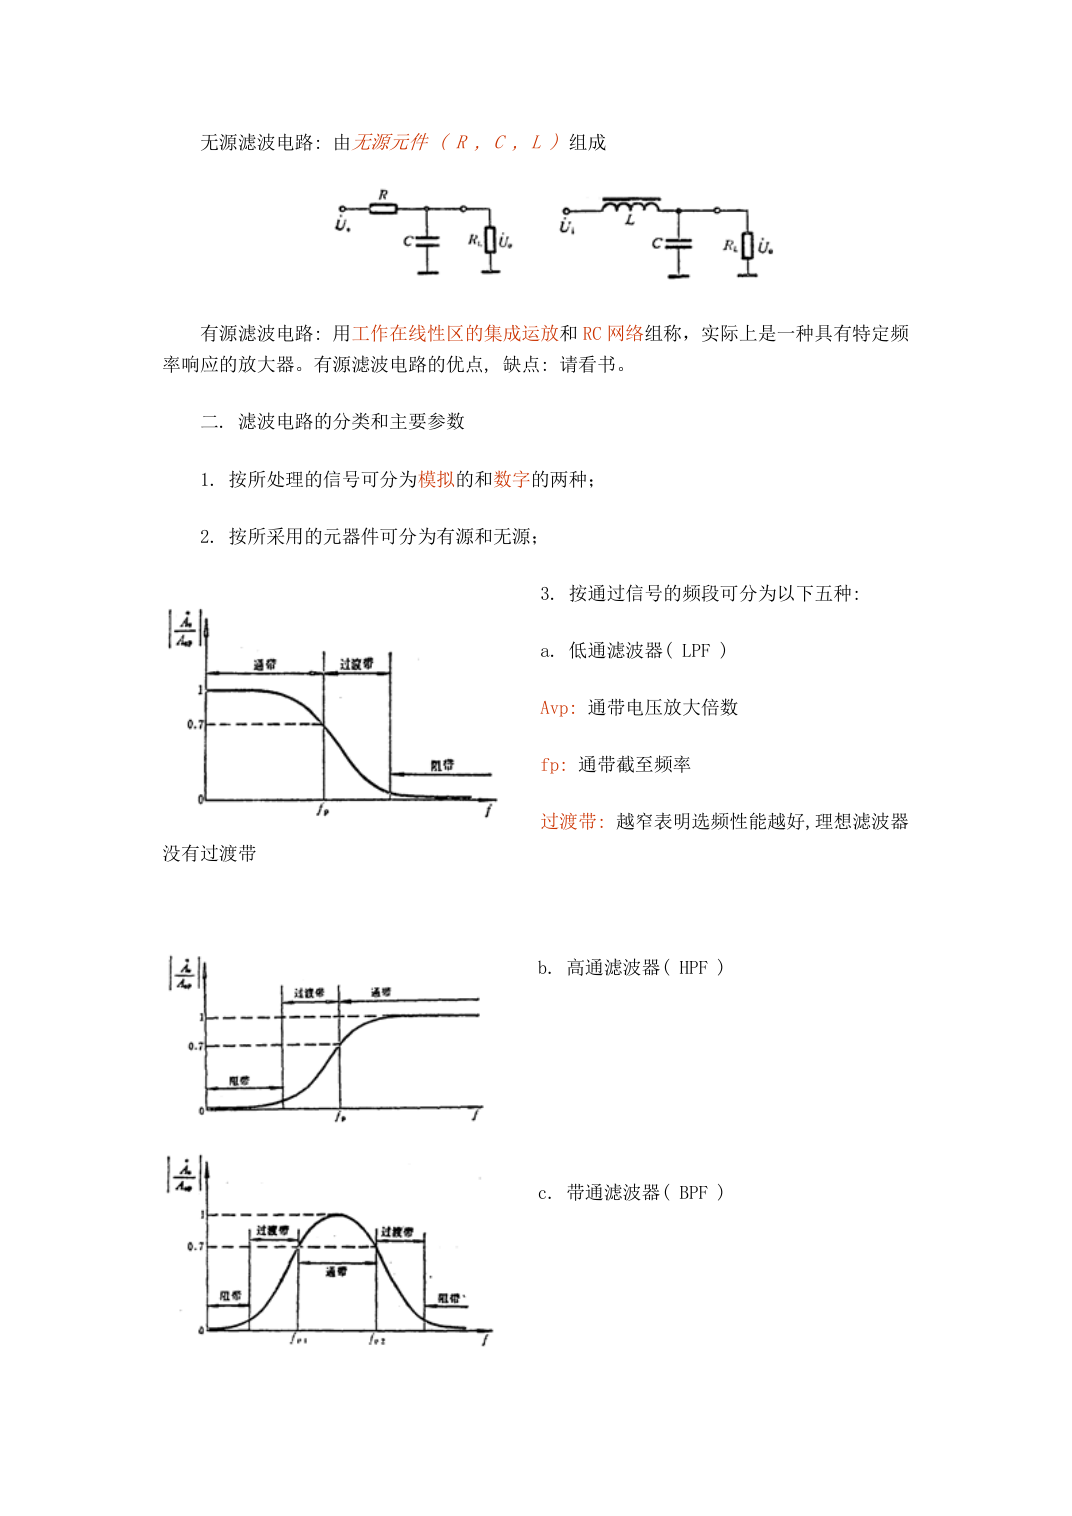 无源滤波电路: 由无源元件 ( R , C , L ) 组成
R
U̇
C
R_L
U̇o
L
U̇i
C
R_L
U̇o
有源滤波电路: 用工作在线性区的集成运放和 RC 网络组称，实际上是一种具有特定频
率响应的放大器。有源滤波电路的优点, 缺点: 请看书。
二. 滤波电路的分类和主要参数
1. 按所处理的信号可分为模拟的和数字的两种;
2. 按所采用的元器件可分为有源和无源;
3. 按通过信号的频段可分为以下五种:
a. 低通滤波器( LPF )
Avp: 通带电压放大倍数
fp: 通带截至频率
过渡带: 越窄表明选频性能越好,理想滤波器
没有过渡带
通带 过渡带
1
0.7
阻带
0
fp f
b. 高通滤波器( HPF )
过渡带 通带
1
0.7
阻带
0
fp f
c. 带通滤波器( BPF )
1
过渡带 过渡带
0.7
通带
阻带 阻带
0
fp1 fp2 f